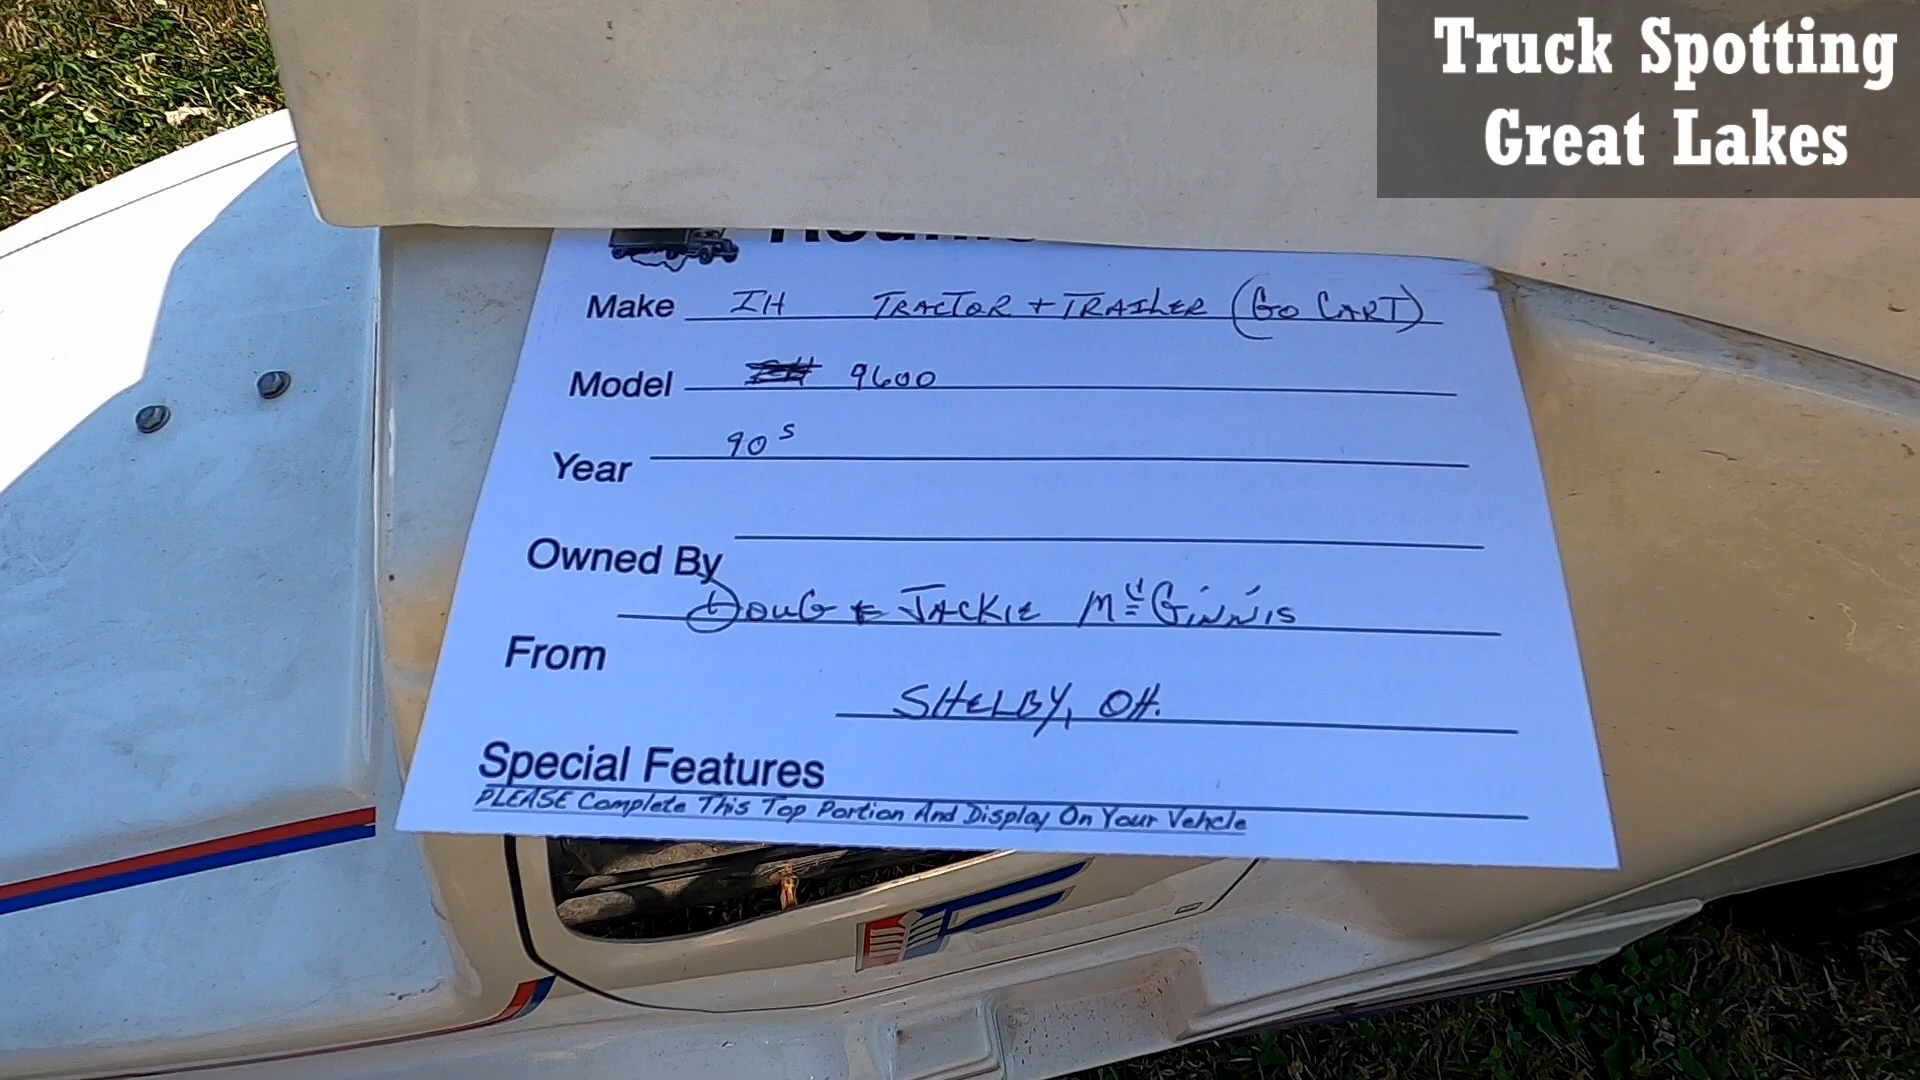 Truck Spotting
Great Lakes
Make IH TRACTOR + TRAILER (GO CART)
Model 9600
Year 90s
Owned By
DOUG & JACKIE McGINNIS
From
SHELBY, OH.
Special Features
PLEASE Complete This Top Portion And Display On Your Vehcle